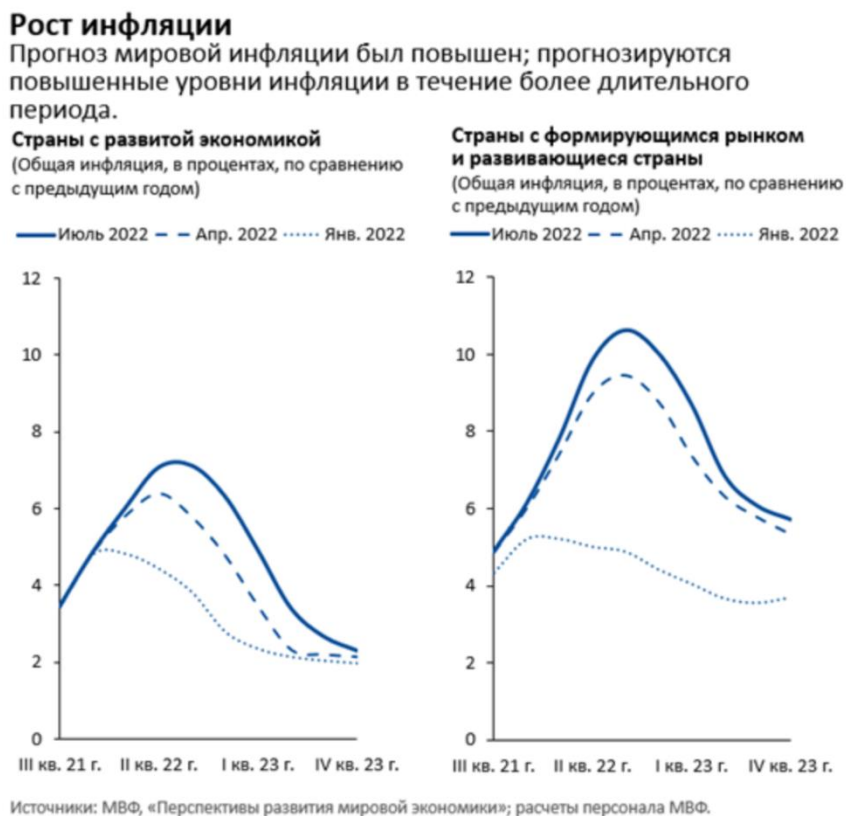 Рост инфляции
Прогноз мировой инфляции был повышен; прогнозируются
повышенные уровни инфляции в течение более длительного
периода.
Страны с развитой экономикой
(Общая инфляция, в процентах, по сравнению
с предыдущим годом)
Июль 2022 Апр. 2022 Янв. 2022
12
10
8
6
4
2
0
III кв. 21 г. II кв. 22 г. I кв. 23 г. IV кв. 23 г.
Страны с формирующимся рынком
и развивающиеся страны
(Общая инфляция, в процентах, по сравнению
с предыдущим годом)
Июль 2022 Апр. 2022 Янв. 2022
12
10
8
6
4
2
0
III кв. 21 г. II кв. 22 г. I кв. 23 г. IV кв. 23 г.
Источники: МВФ, «Перспективы развития мировой экономики»; расчеты персонала МВФ.